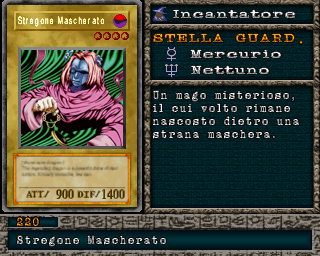 Stregone Mascherato
ATT/ 900 DIF/1400
Incantatore
STELLA GUARD.
Mercurio
Nettuno
Un mago misterioso,
il cui volto rimane
nascosto dietro una
strana maschera.
220
Stregone Mascherato